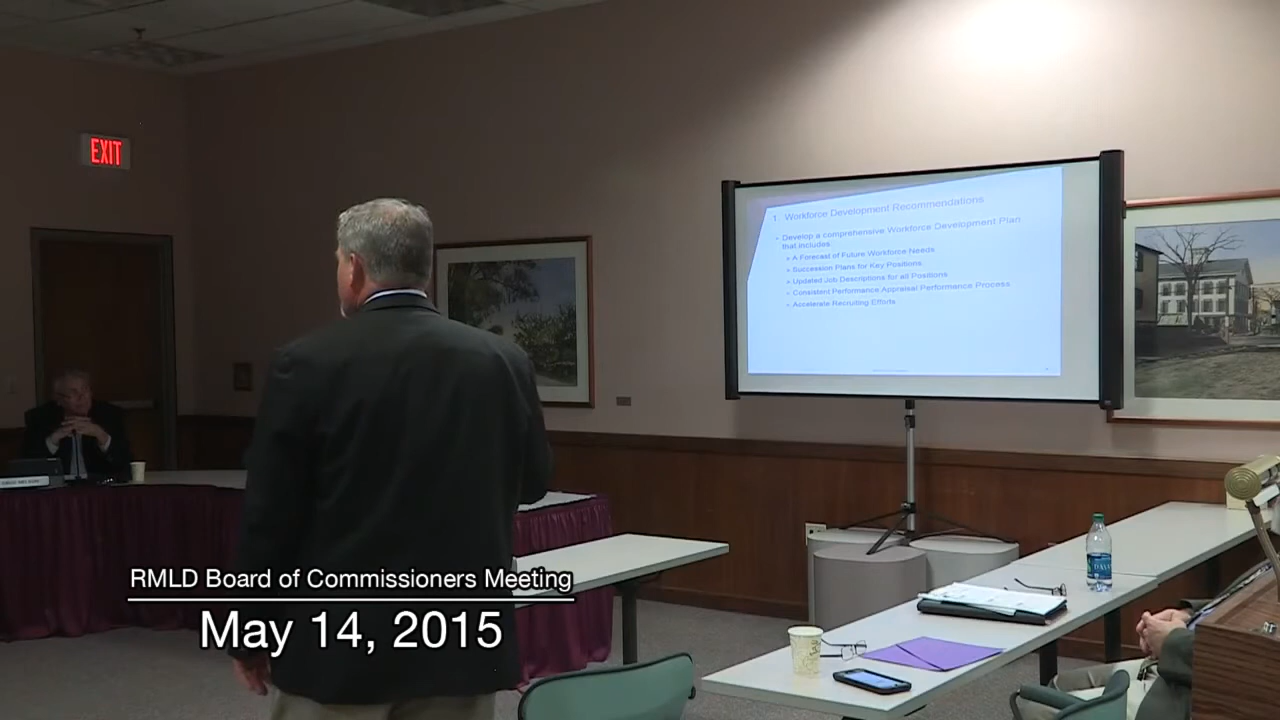 EXIT
1. Workforce Development Recommendations
Develop a comprehensive Workforce Development Plan
that includes:
A Forecast of Future Workforce Needs
Succession Plans for Key Positions
Updated Job Descriptions for all Positions
Consistent Performance Appraisal/Performance Process
Accelerate Recruiting Efforts
RMLD Board of Commissioners Meeting
May 14, 2015